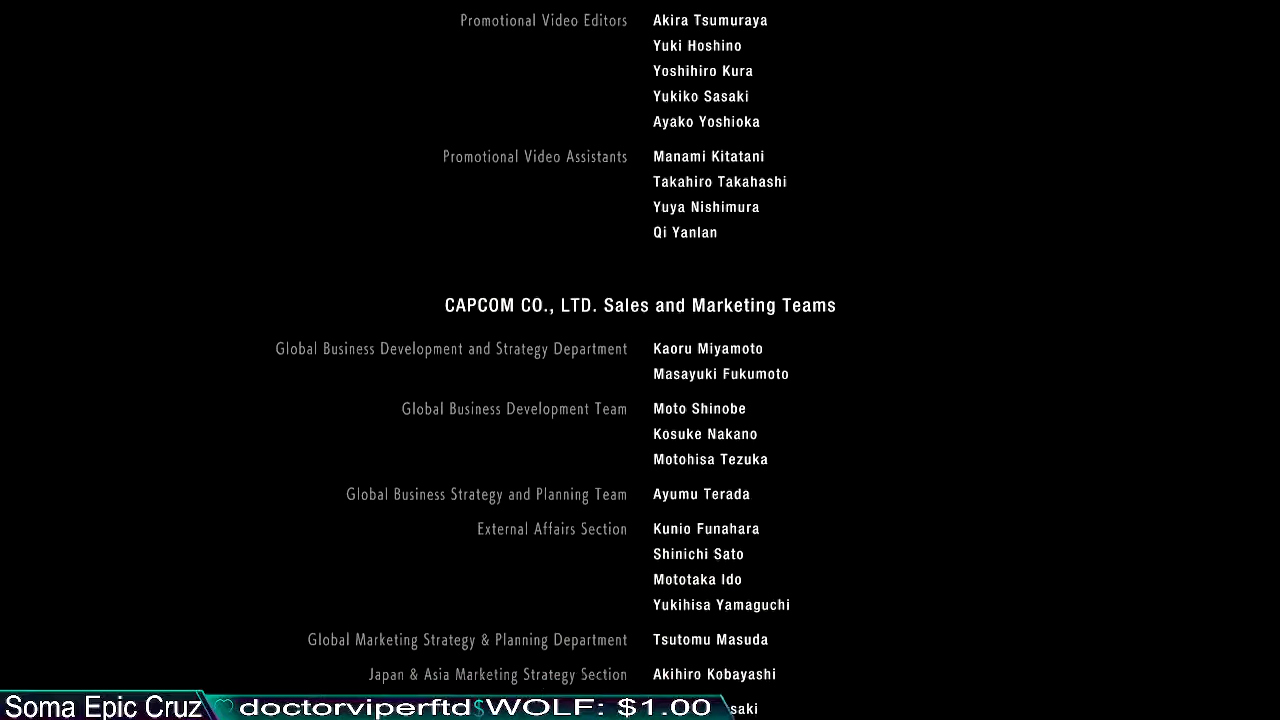 Promotional Video Editors Akira Tsumuraya
Yuki Hoshino
Yoshihiro Kura
Yukiko Sasaki
Ayako Yoshioka
Promotional Video Assistants Manami Kitatani
Takahiro Takahashi
Yuya Nishimura
Qi Yanlan
CAPCOM CO., LTD. Sales and Marketing Teams
Global Business Development and Strategy Department Kaoru Miyamoto
Masayuki Fukumoto
Global Business Development Team Moto Shinobe
Kosuke Nakano
Motohisa Tezuka
Global Business Strategy and Planning Team Ayumu Terada
External Affairs Section Kunio Funahara
Shinichi Sato
Mototaka Ido
Yukihisa Yamaguchi
Global Marketing Strategy & Planning Department Tsutomu Masuda
Japan & Asia Marketing Strategy Section Akihiro Kobayashi
Soma Epic Cruz ♡ doctorviperftd $WOLF: $1.00